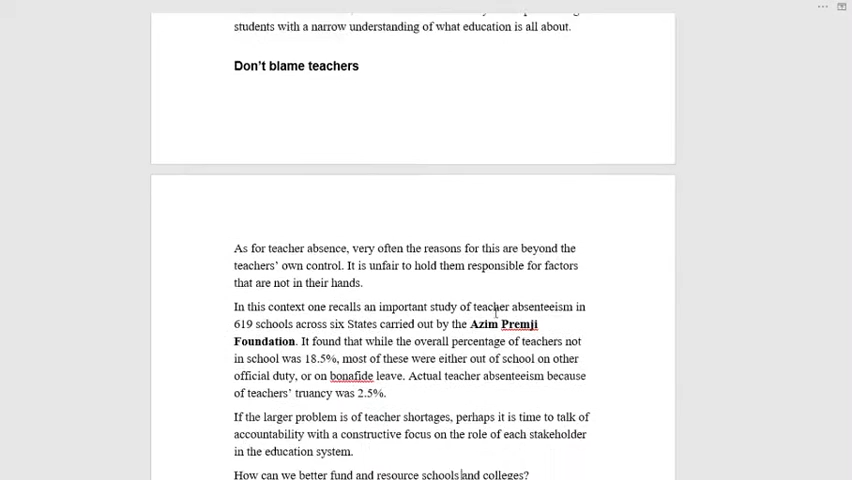 students with a narrow understanding of what education is all about.
Don't blame teachers
As for teacher absence, very often the reasons for this are beyond the
teachers' own control. It is unfair to hold them responsible for factors
that are not in their hands.
In this context one recalls an important study of teacher absenteeism in
619 schools across six States carried out by the Azim Premji
Foundation. It found that while the overall percentage of teachers not
in school was 18.5%, most of these were either out of school on other
official duty, or on bonafide leave. Actual teacher absenteeism because
of teachers' truancy was 2.5%.
If the larger problem is of teacher shortages, perhaps it is time to talk of
accountability with a constructive focus on the role of each stakeholder
in the education system.
How can we better fund and resource schools and colleges?